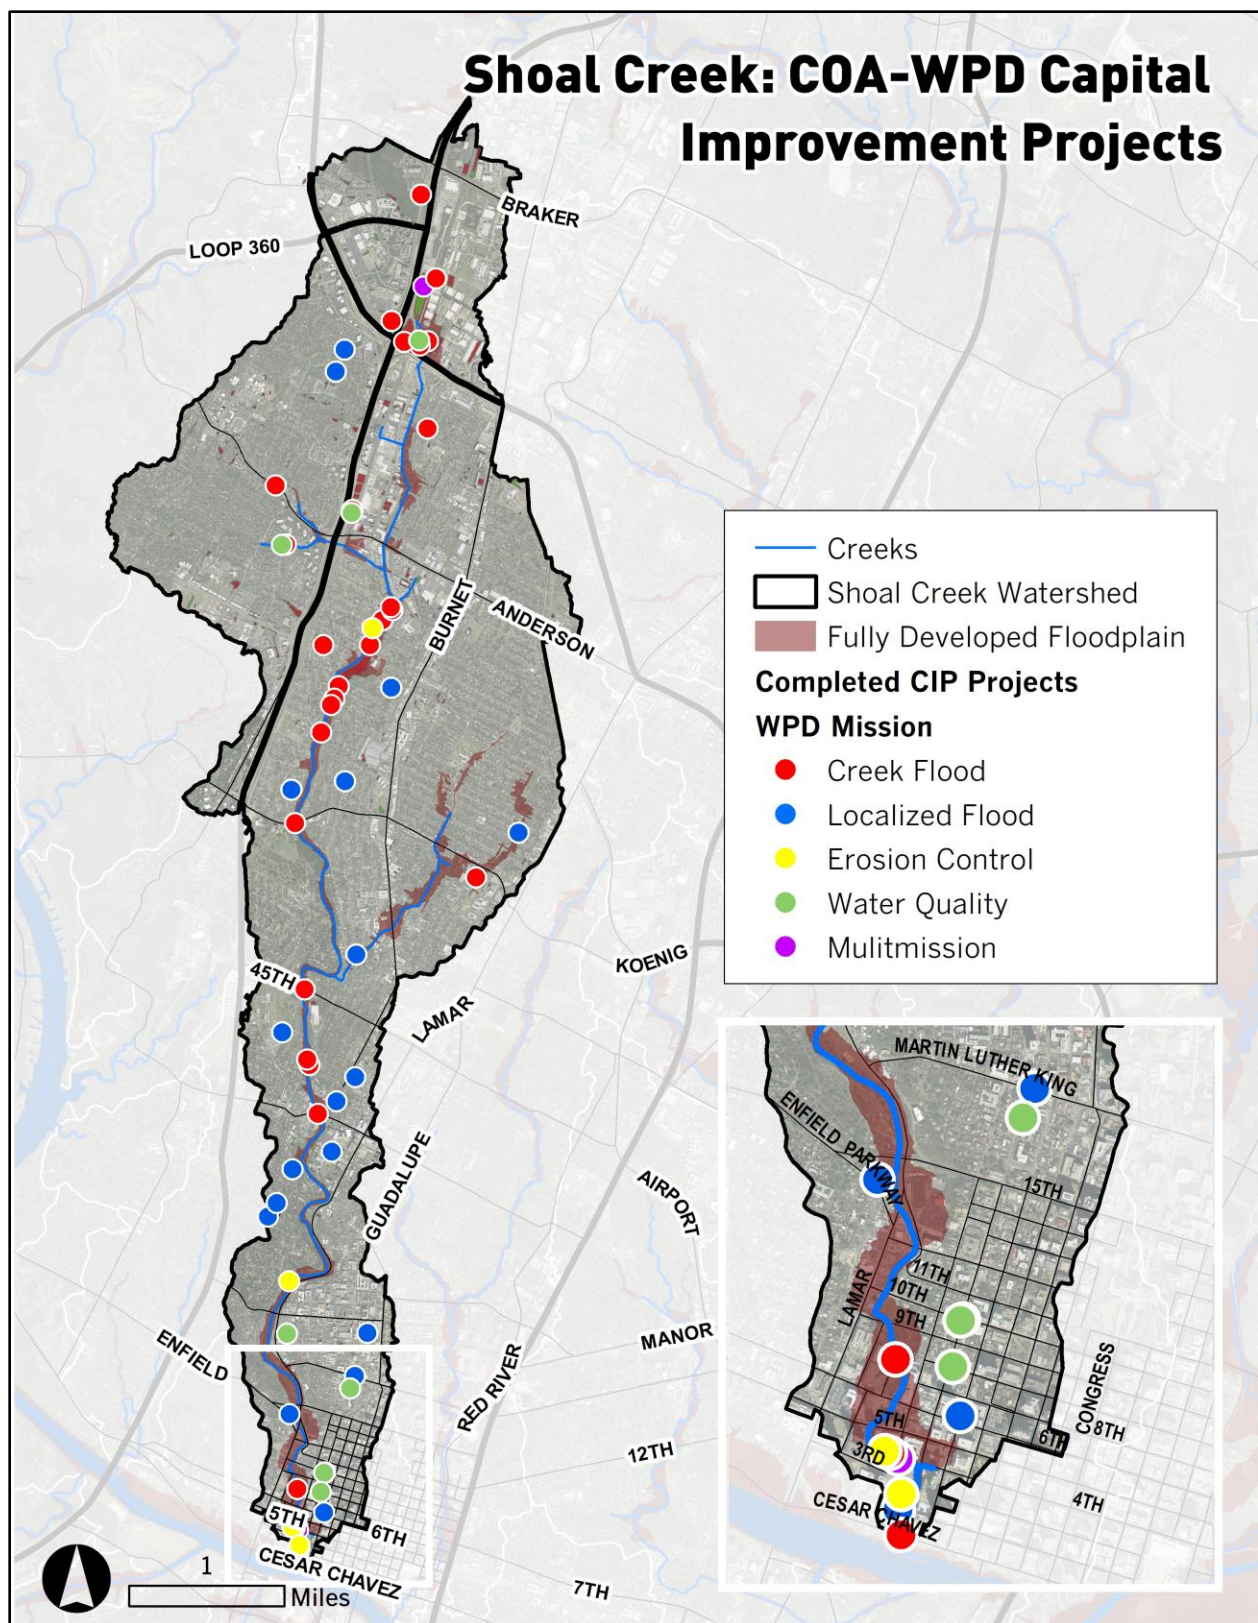 Shoal Creek: COA-WPD Capital
Improvement Projects
BRAKER
LOOP 360
Creeks
Shoal Creek Watershed
Fully Developed Floodplain
Completed CIP Projects
WPD Mission
Creek Flood
Localized Flood
Erosion Control
Water Quality
Mulitmission
BURNET
ANDERSON
KOENIG
45TH
LAMAR
GUADALUPE
AIRPORT
MANOR
ENFIELD
RED RIVER
12TH
5TH
6TH
CESAR CHAVEZ
7TH
1
Miles
MARTIN LUTHER KING
ENFIELD PARKWAY
15TH
LAMAR
11TH
10TH
9TH
CONGRESS
8TH
5TH
6TH
3RD
4TH
CESAR CHAVEZ